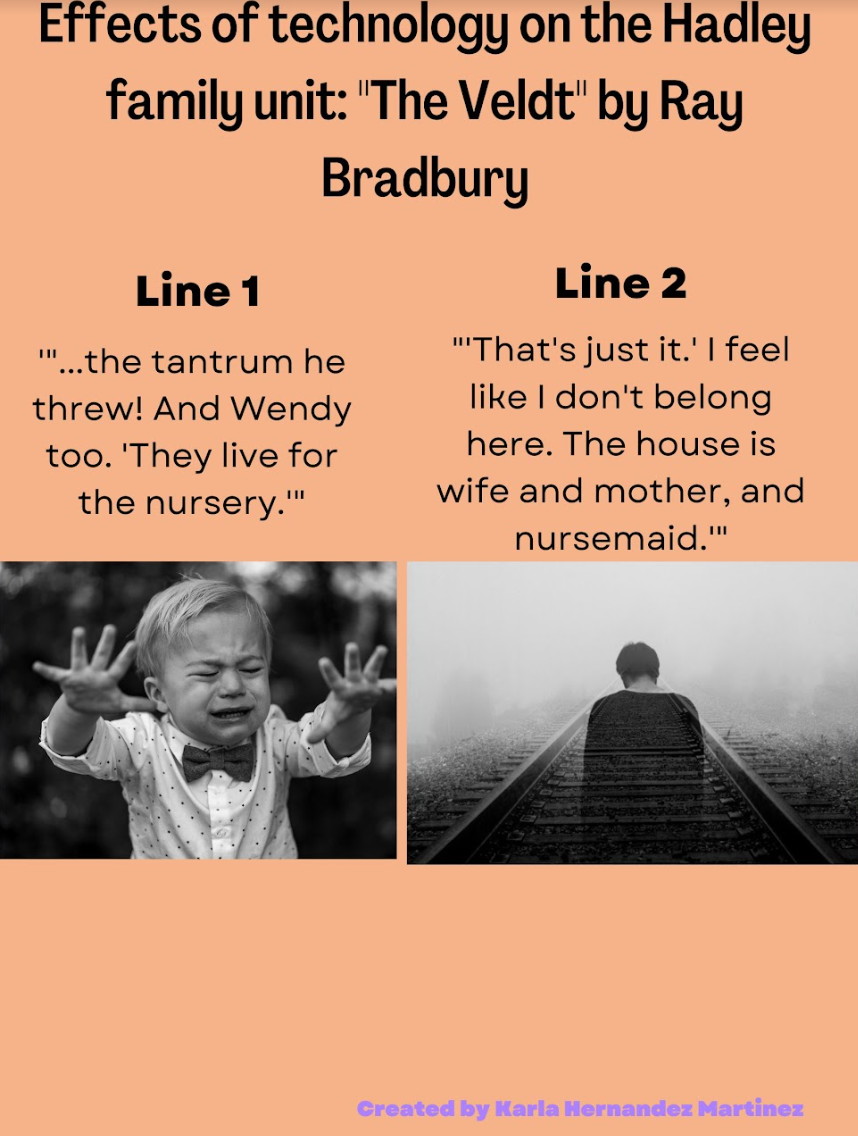 Effects of technology on the Hadley
family unit: "The Veldt" by Ray
Bradbury
Line 1
'"...the tantrum he
threw! And Wendy
too. 'They live for
the nursery.'"
Line 2
"'That's just it.' I feel
like I don't belong
here. The house is
wife and mother, and
nursemaid.'"
Created by Karla Hernandez Martinez